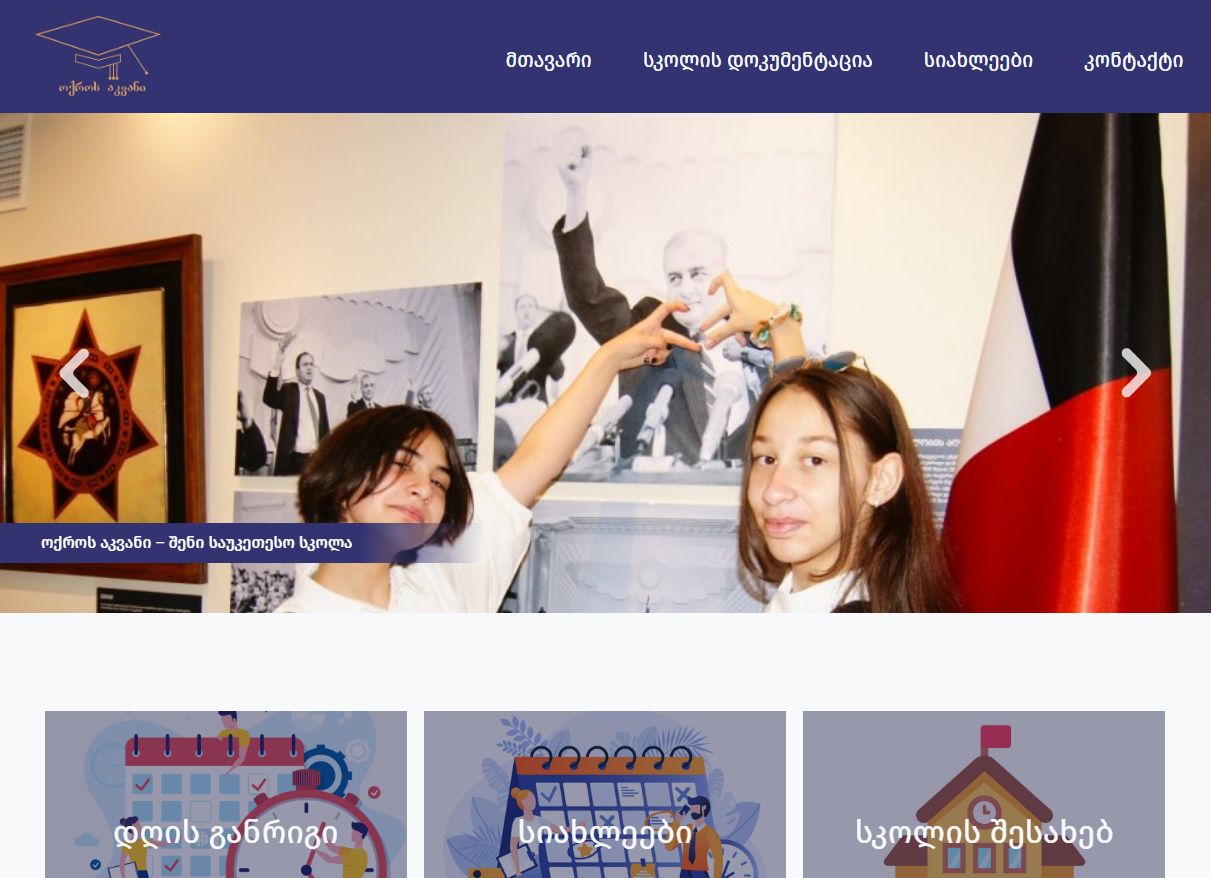 ოქროს აკვანი
მთავარი
სკოლის დოკუმენტაცია
სიახლეები
კონტაქტი
ოქროს აკვანი – შენი საუკეთესო სკოლა
დღის განრიგი
სიახლეები
სკოლის შესახებ